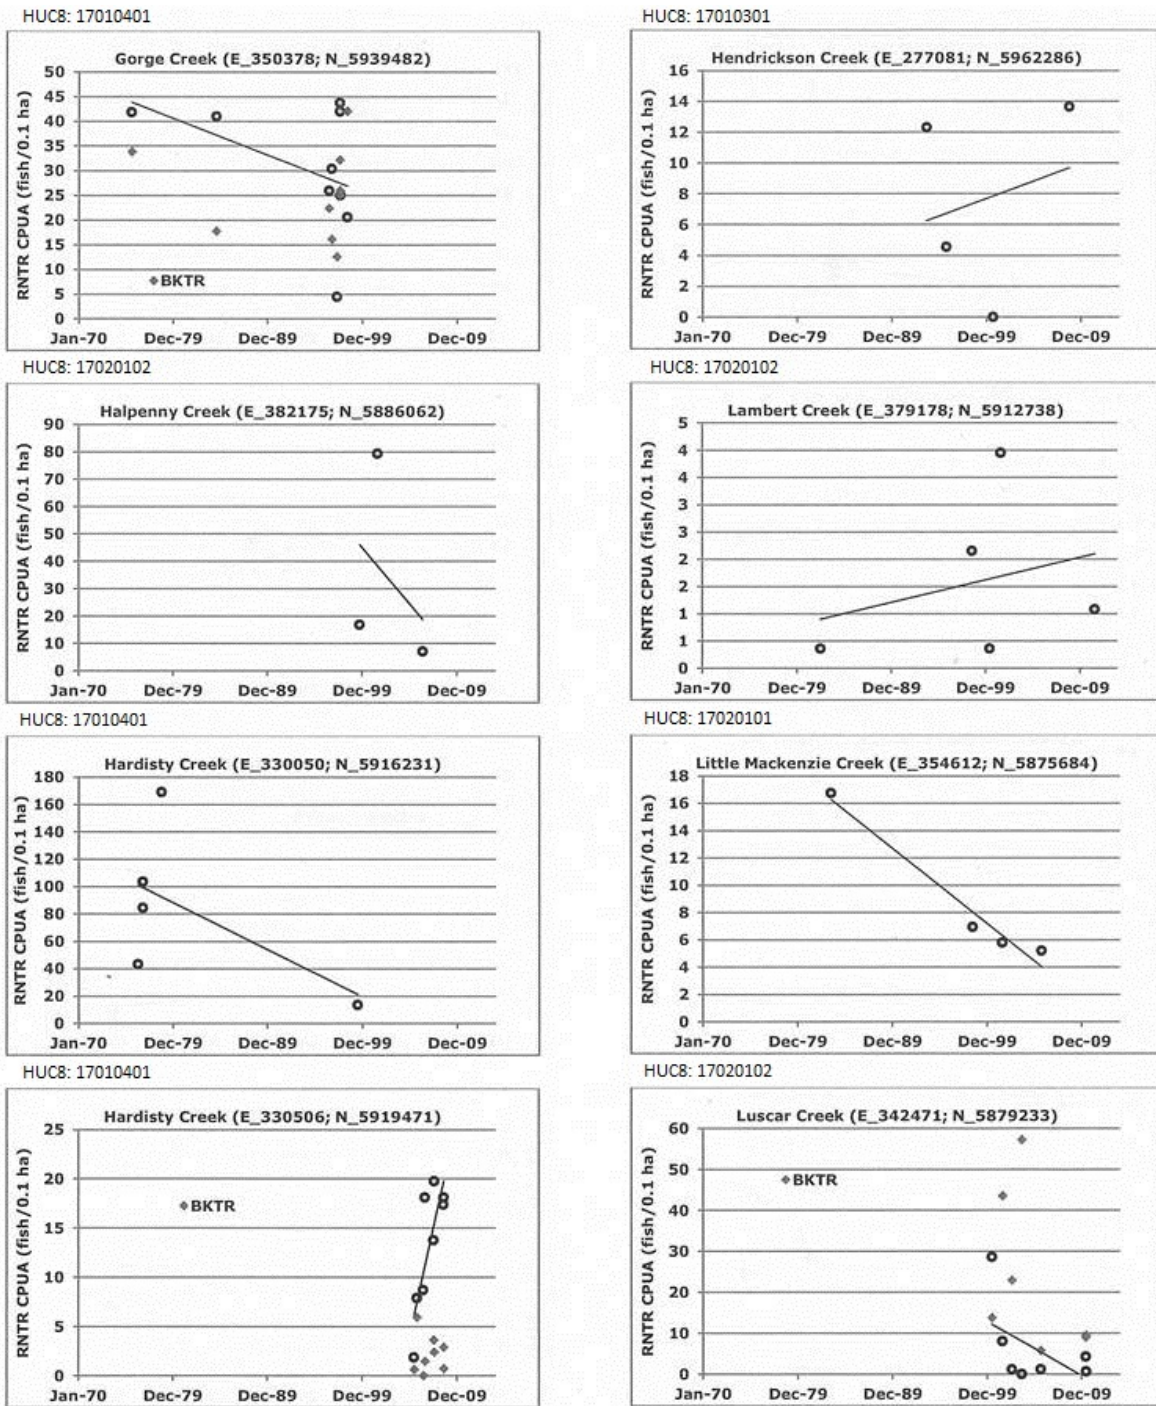 HUC8: 17010401
Gorge Creek (E_350378; N_5939482)
RNTR CPUA (fish/0.1 ha)
50
45
40
35
30
25
20
15
10
5
0
BKTR
Jan-70 Dec-79 Dec-89 Dec-99 Dec-09
HUC8: 17010301
Hendrickson Creek (E_277081; N_5962286)
RNTR CPUA (fish/0.1 ha)
16
14
12
10
8
6
4
2
0
Jan-70 Dec-79 Dec-89 Dec-99 Dec-09
HUC8: 17020102
Halpenny Creek (E_382175; N_5886062)
RNTR CPUA (fish/0.1 ha)
90
80
70
60
50
40
30
20
10
0
Jan-70 Dec-79 Dec-89 Dec-99 Dec-09
HUC8: 17020102
Lambert Creek (E_379178; N_5912738)
RNTR CPUA (fish/0.1 ha)
5
4
4
3
3
2
2
1
1
0
Jan-70 Dec-79 Dec-89 Dec-99 Dec-09
HUC8: 17010401
Hardisty Creek (E_330050; N_5916231)
RNTR CPUA (fish/0.1 ha)
180
160
140
120
100
80
60
40
20
0
Jan-70 Dec-79 Dec-89 Dec-99 Dec-09
HUC8: 17020101
Little Mackenzie Creek (E_354612; N_5875684)
RNTR CPUA (fish/0.1 ha)
18
16
14
12
10
8
6
4
2
0
Jan-70 Dec-79 Dec-89 Dec-99 Dec-09
HUC8: 17010401
Hardisty Creek (E_330506; N_5919471)
RNTR CPUA (fish/0.1 ha)
25
20
15
10
5
0
BKTR
Jan-70 Dec-79 Dec-89 Dec-99 Dec-09
HUC8: 17020102
Luscar Creek (E_342471; N_5879233)
RNTR CPUA (fish/0.1 ha)
60
50
40
30
20
10
0
BKTR
Jan-70 Dec-79 Dec-89 Dec-99 Dec-09